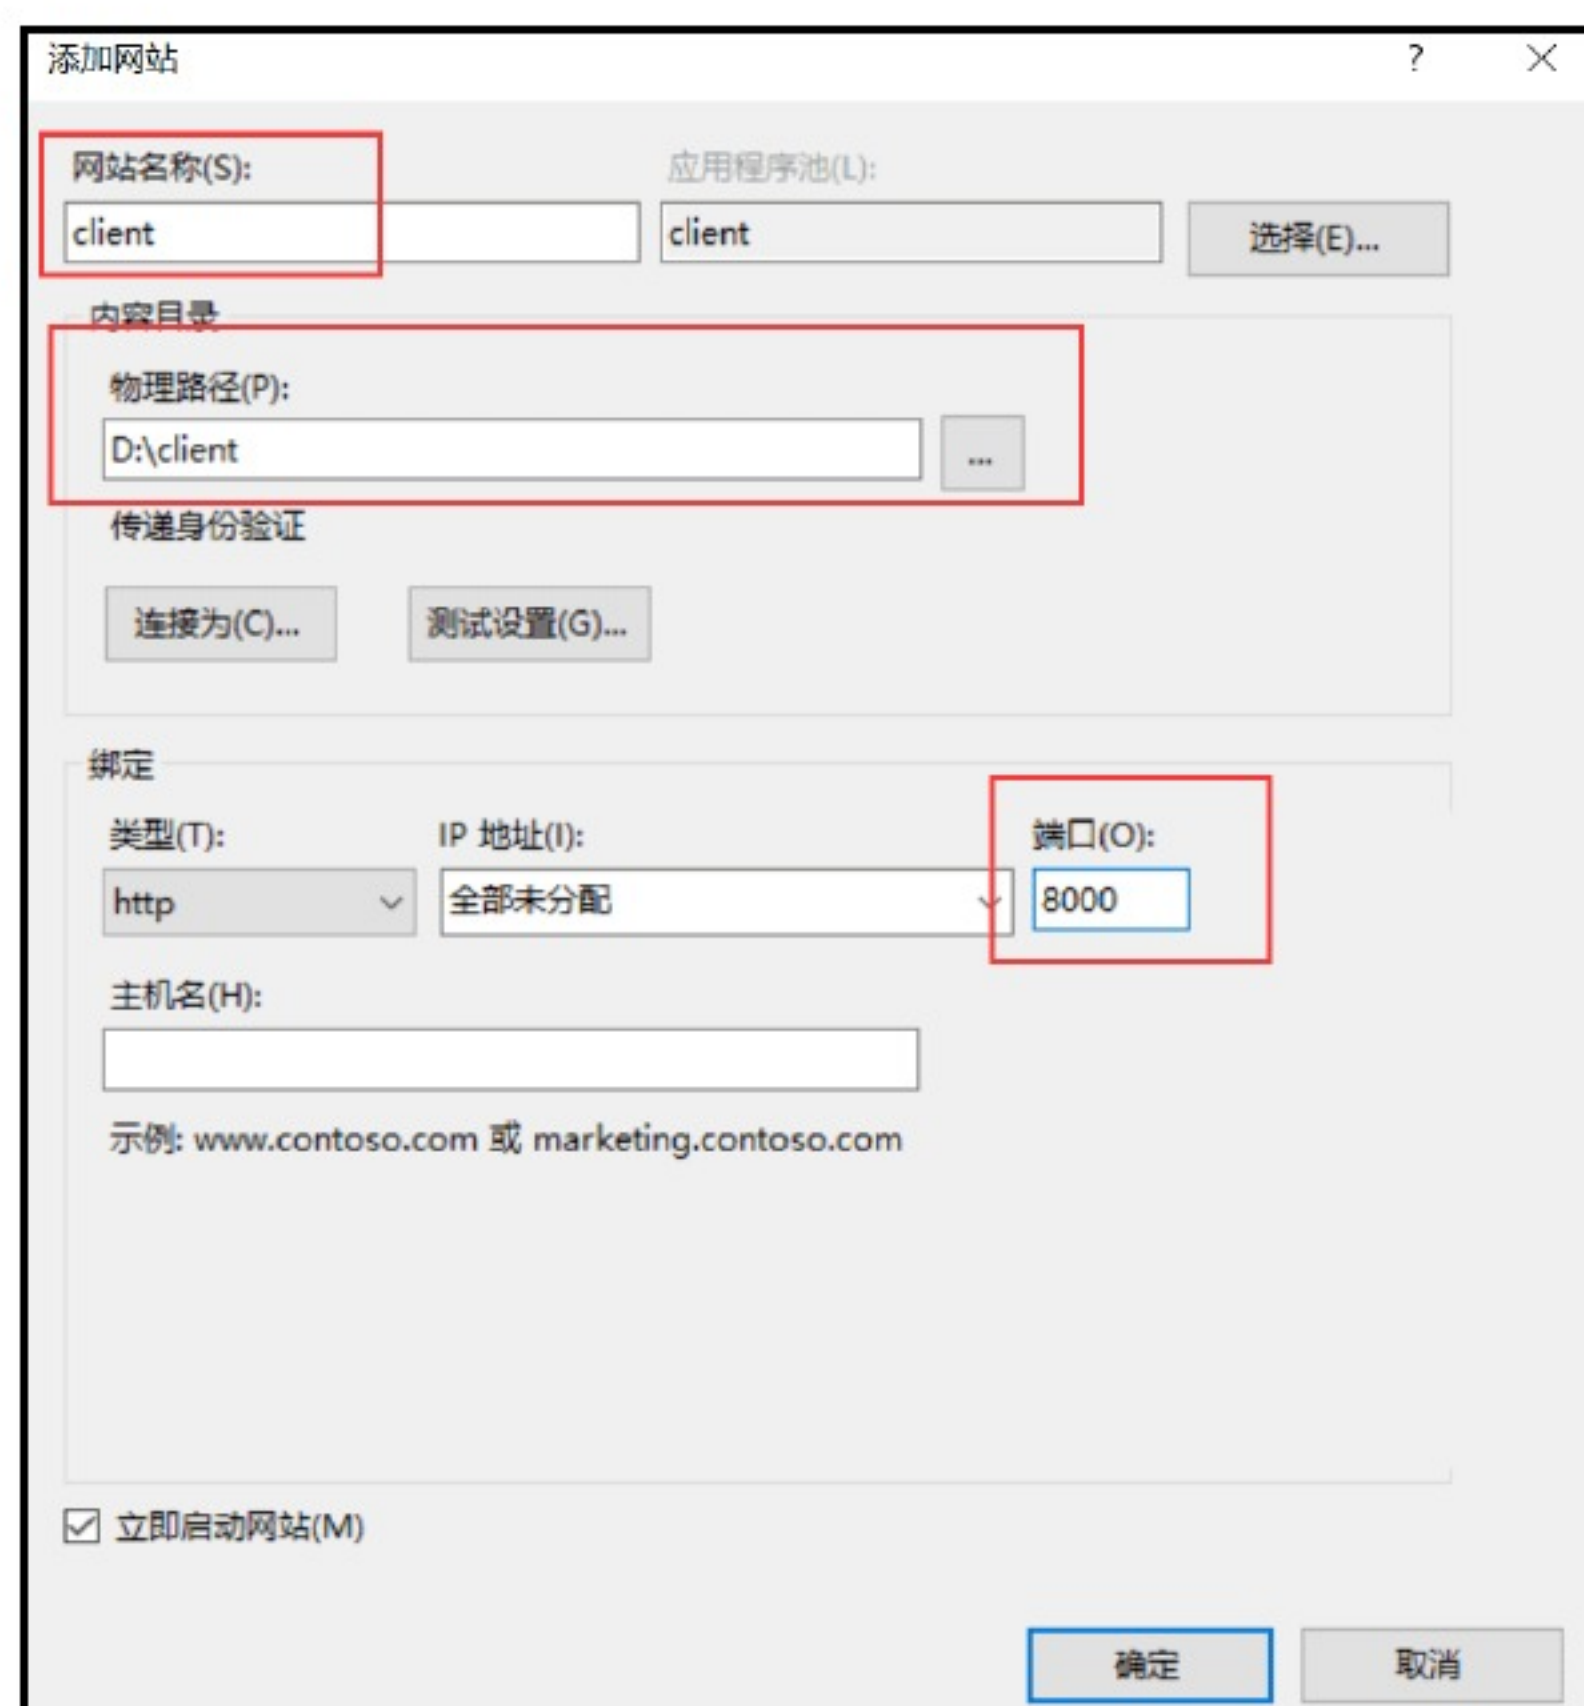 添加网站
网站名称(S):
应用程序池(L):
client
client
选择(E)...
内容目录
物理路径(P):
D:\client
...
传递身份验证
连接为(C)...
测试设置(G)...
绑定
类型(T):
IP 地址(I):
端口(O):
http
全部未分配
8000
主机名(H):
示例: www.contoso.com 或 marketing.contoso.com
立即启动网站(M)
确定
取消